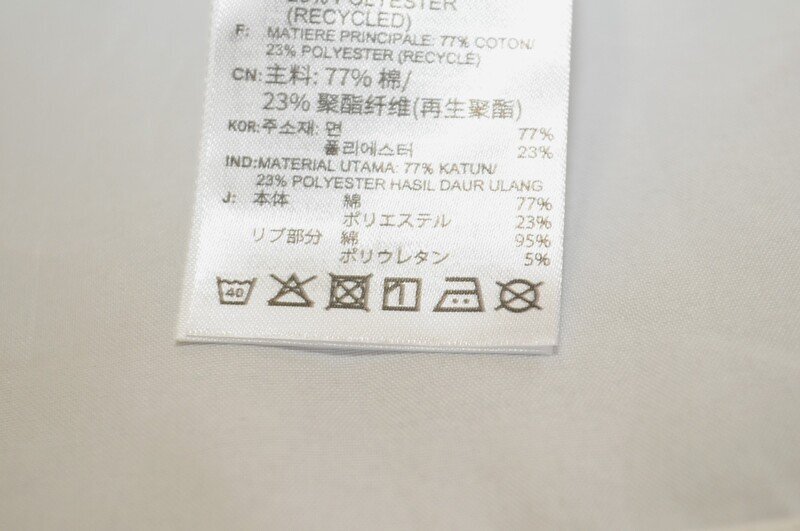 23% POLYESTER
(RECYCLED)
F: MATIERE PRINCIPALE: 77% COTON/
23% POLYESTER (RECYCLE)
CN: 主料: 77% 棉/
23% 聚酯纤维(再生聚酯)
KOR: 주소재: 면 77%
폴리에스터 23%
IND: MATERIAL UTAMA: 77% KATUN/
23% POLYESTER HASIL DAUR ULANG
J: 本体 綿 77%
ポリエステル 23%
リブ部分 綿 95%
ポリウレタン 5%
40